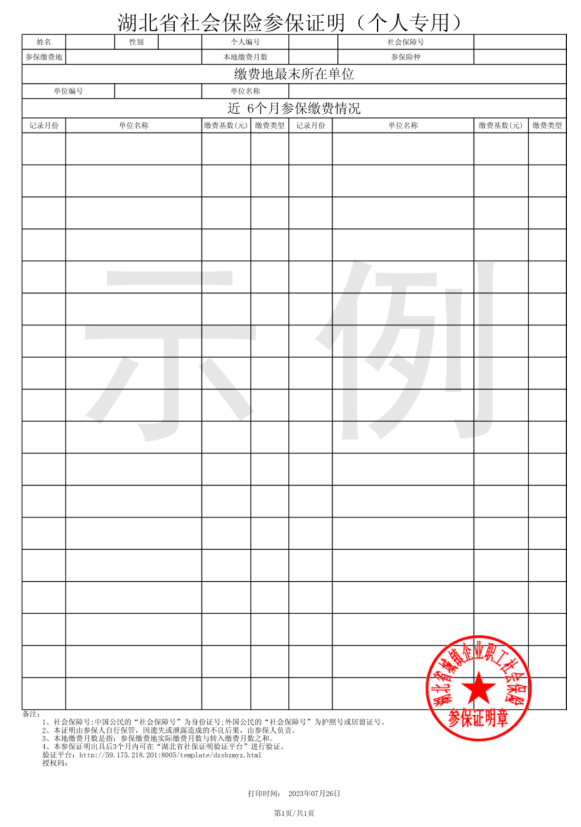 湖北省社会保险参保证明（个人专用）
姓名 性别 个人编号 社会保障号
参保缴费地 本地缴费月数 参保险种
缴费地最末所在单位
单位编号 单位名称
近 6个月参保缴费情况
记录月份 单位名称 缴费基数(元) 缴费类型 记录月份 单位名称 缴费基数(元) 缴费类型
示例
湖北省城镇企业职工社会保险
参保证明章
备注:
1、社会保障号:中国公民的“社会保障号”为身份证号;外国公民的“社会保障号”为护照号或居留证号。
2、本证明由参保人自行保管，因遗失或泄露造成的不良后果，由参保人负责。
3、本地缴费月数是指：参保缴费地实际缴费月数与转入缴费月数之和。
4、本参保证明出具后3个月内可在“湖北省社保证明验证平台”进行验证。
验证平台: http://59.175.218.201:8005/template/dzsbzmyz.html
授权码:
打印时间: 2023年07月26日
第1页/共1页